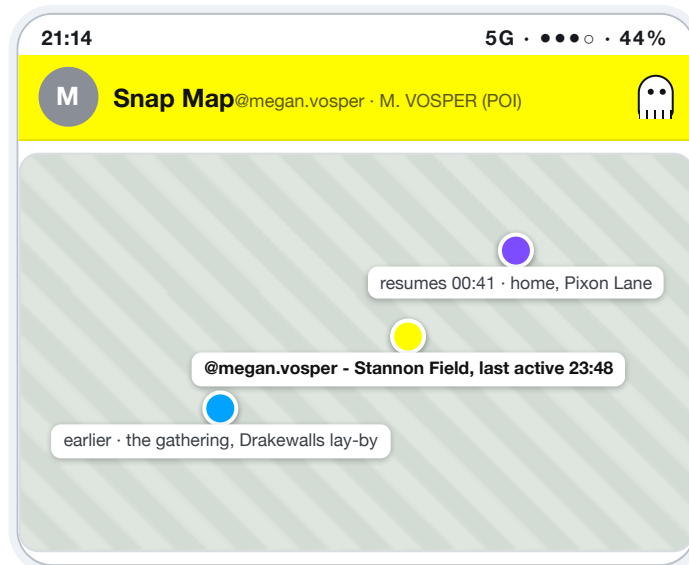 21:14 5G · ●●●○ · 44%
M Snap Map@megan.vosper · M. VOSPER (POI)
resumes 00:41 · home, Pixon Lane
@megan.vosper - Stannon Field, last active 23:48
earlier · the gathering, Drakewalls lay-by